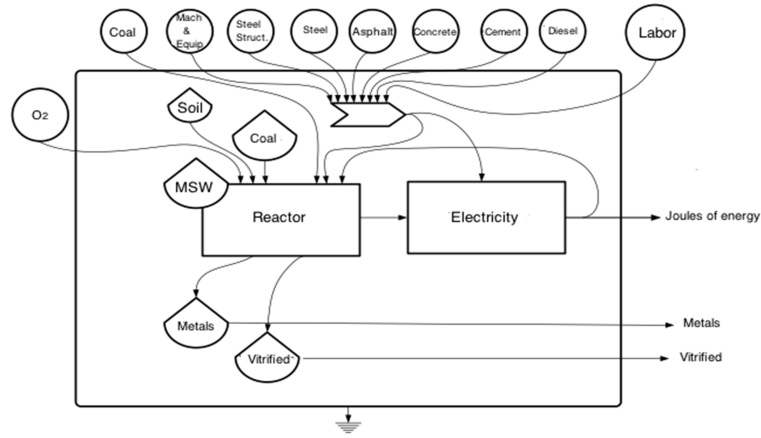 Coal
Mach
&
Equip
Steel
Struct.
Steel
Asphalt
Concrete
Cement
Diesel
Labor
O2
Soil
Coal
MSW
Reactor
Electricity
Joules of energy
Metals
Metals
Vitrified
Vitrified